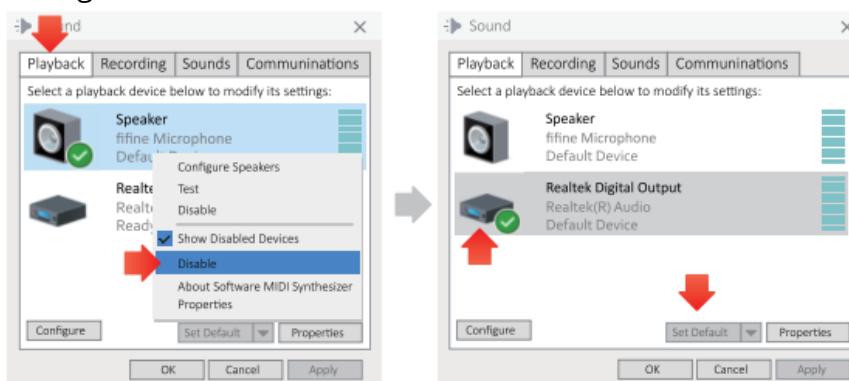 Sound
Playback Recording Sounds Communinations
Select a playback device below to modify its settings:
Speaker
fifine Microphone
Configure Speakers
Test
Disable
Show Disabled Devices
Disable
About Software MIDI Synthesizer
Properties
Configure Set Default Properties
OK Cancel Apply
Sound
Playback Recording Sounds Communinations
Select a playback device below to modify its settings:
Speaker
fifine Microphone
Default Device
Realtek Digital Output
Realtek(R) Audio
Default Device
Configure Set Default Properties
OK Cancel Apply